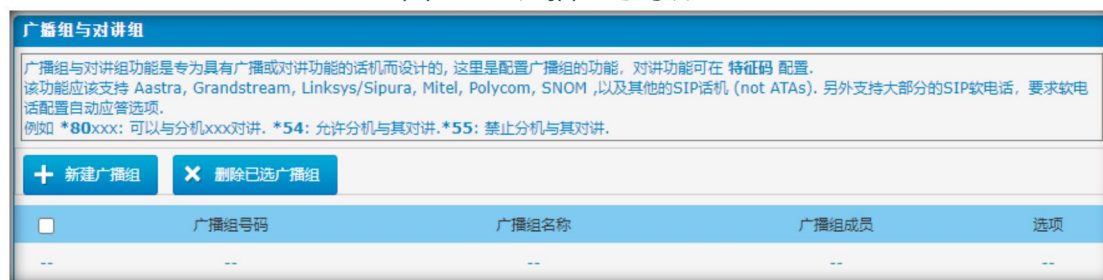 广播组与对讲组
广播组与对讲组功能是专为具有广播或对讲功能的话机而设计的, 这里是配置广播组的功能, 对讲功能可在 特征码 配置.
该功能应该支持 Aastra, Grandstream, Linksys/Sipura, Mitel, Polycom, SNOM ,以及其他的SIP话机 (not ATAs). 另外支持大部分的SIP软电话, 要求软电
话配置自动应答选项.
例如 *80xxx: 可以与分机xxx对讲. *54: 允许分机与其对讲.*55: 禁止分机与其对讲.
新建广播组 删除已选广播组
广播组号码 广播组名称 广播组成员 选项
-- -- -- -- --